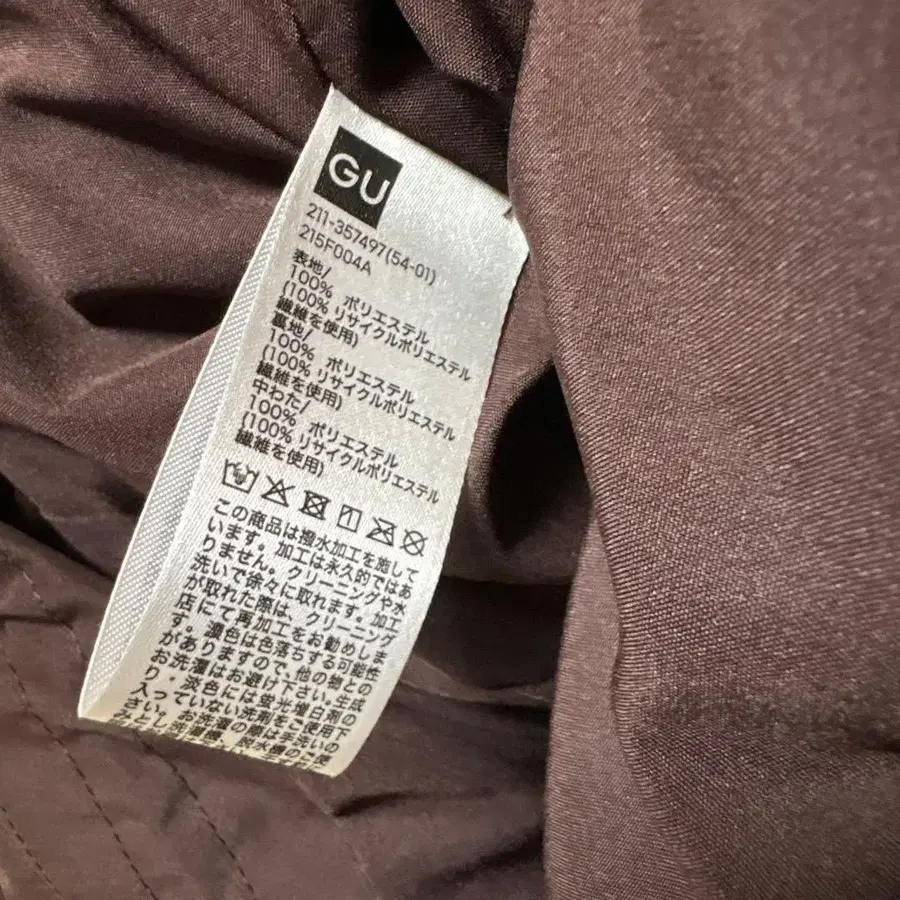 GU
211-357497(54-01)
215F004A
表地/
100% ポリエステル
(100% リサイクルポリエステル
繊維を使用)
裏地/
100% ポリエステル
(100% リサイクルポリエステル
繊維を使用)
中わた/
100% ポリエステル
(100% リサイクルポリエステル
繊維を使用)
この商品は撥水加工を施して
います。加工は永久的ではあ
りません。クリーニングや水
洗いで徐々に取れます。加工
が取れた際は、クリーニング
店にて再加工をお勧めしま
す。濃色は色落ちする可能性
がありますので、他の物との
お洗濯はお避け下さい。生成
り、淡色には蛍光増白剤の
入っていない洗剤をご使用下
さい。お洗濯の際は手洗いの